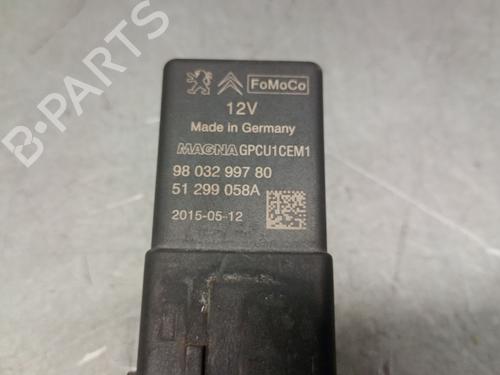 B-PARTS
FoMoCo
12V
Made in Germany
MAGNA GPCU1CEM1
98 032 997 80
51 299 058A
2015-05-12